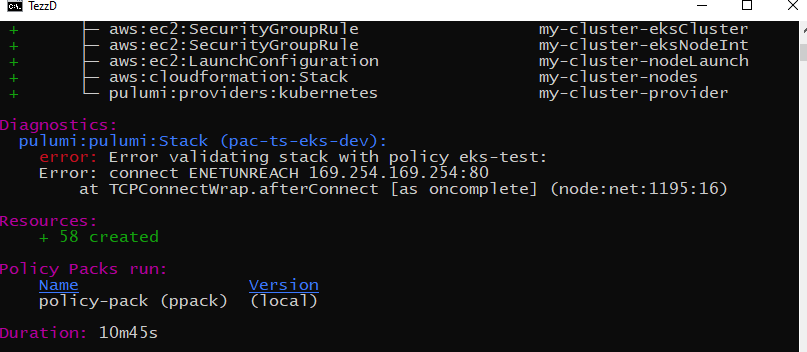 TezzD
+ ├─ aws:ec2:SecurityGroupRule my-cluster-eksCluster
+ ├─ aws:ec2:SecurityGroupRule my-cluster-eksNodeInt
+ ├─ aws:ec2:LaunchConfiguration my-cluster-nodeLaunch
+ ├─ aws:cloudformation:Stack my-cluster-nodes
+ └─ pulumi:providers:kubernetes my-cluster-provider
Diagnostics:
pulumi:pulumi:Stack (pac-ts-eks-dev):
error: Error validating stack with policy eks-test:
Error: connect ENETUNREACH 169.254.169.254:80
at TCPConnectWrap.afterConnect [as oncomplete] (node:net:1195:16)
Resources:
+ 58 created
Policy Packs run:
Name Version
policy-pack (ppack) (local)
Duration: 10m45s